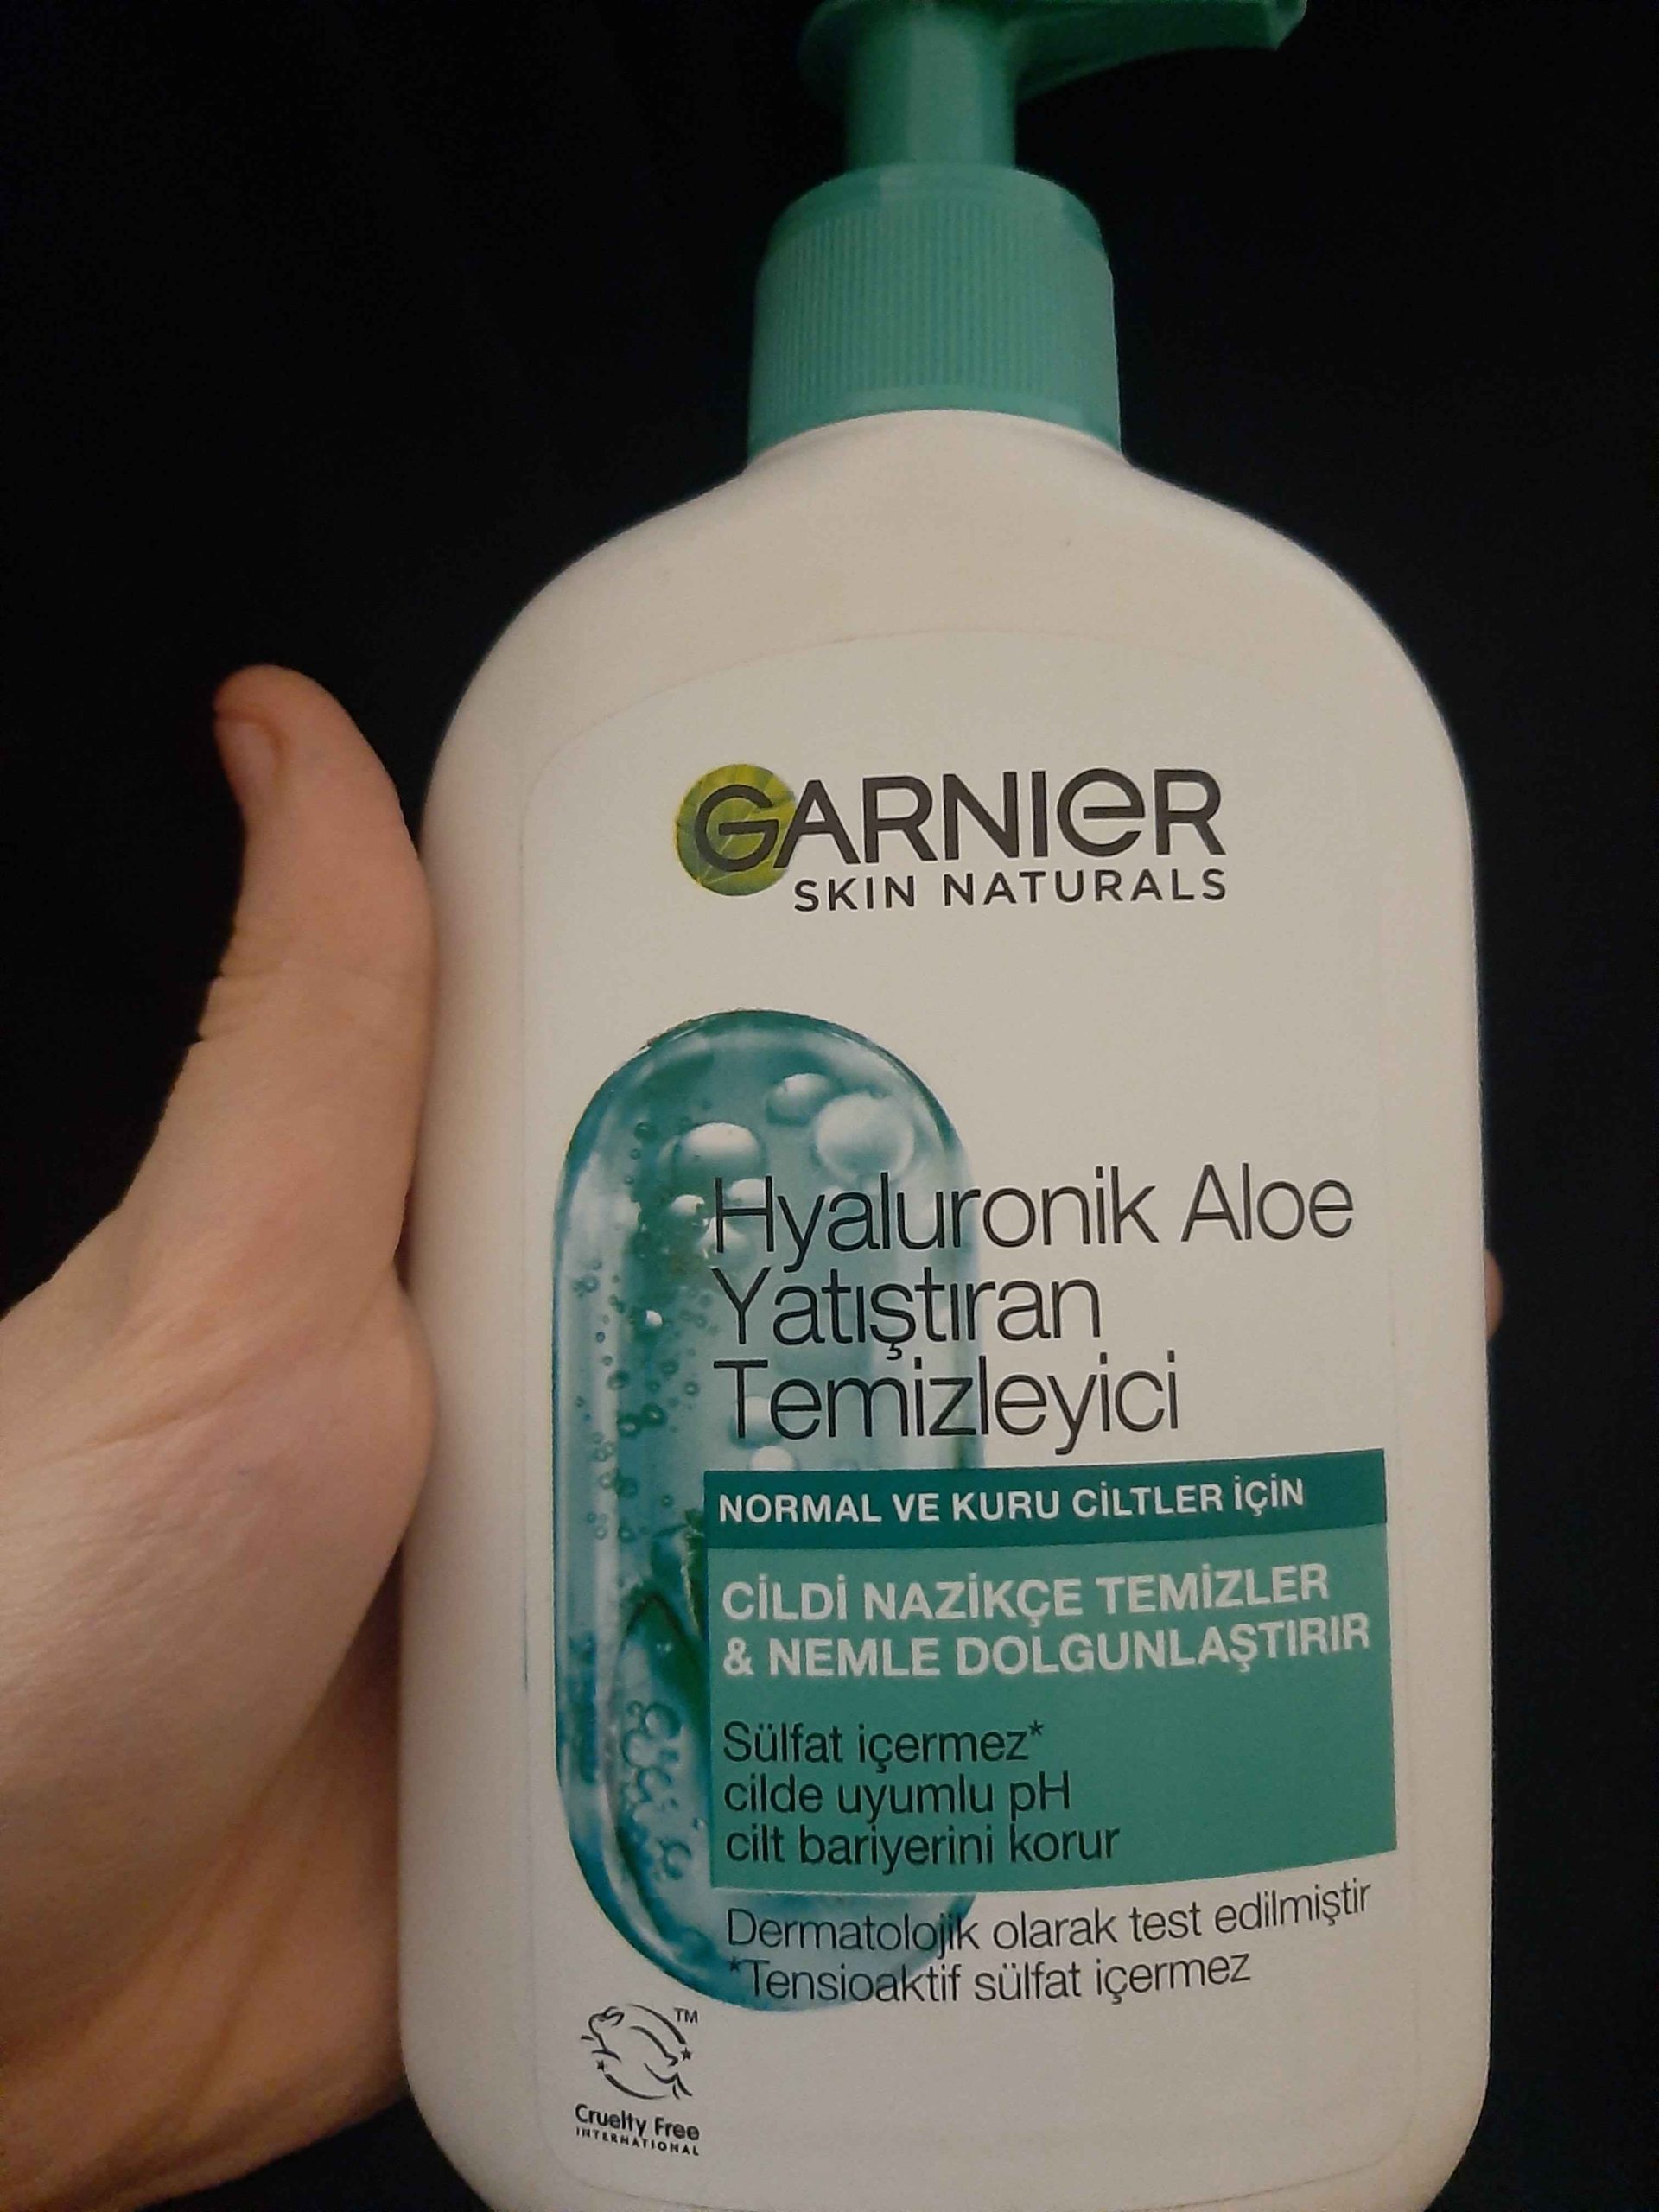 GARNIER
SKIN NATURALS
Hyaluronik Aloe
Yatıştıran
Temizleyici
NORMAL VE KURU CİLTLER İÇİN
CİLDİ NAZİKÇE TEMİZLER
& NEMLE DOLGUNLAŞTIRIR
Sülfat içermez*
cilde uyumlu pH
cilt bariyerini korur
Dermatolojik olarak test edilmiştir
*Tensioaktif sülfat içermez
TM
Cruelty Free
INTERNATIONAL